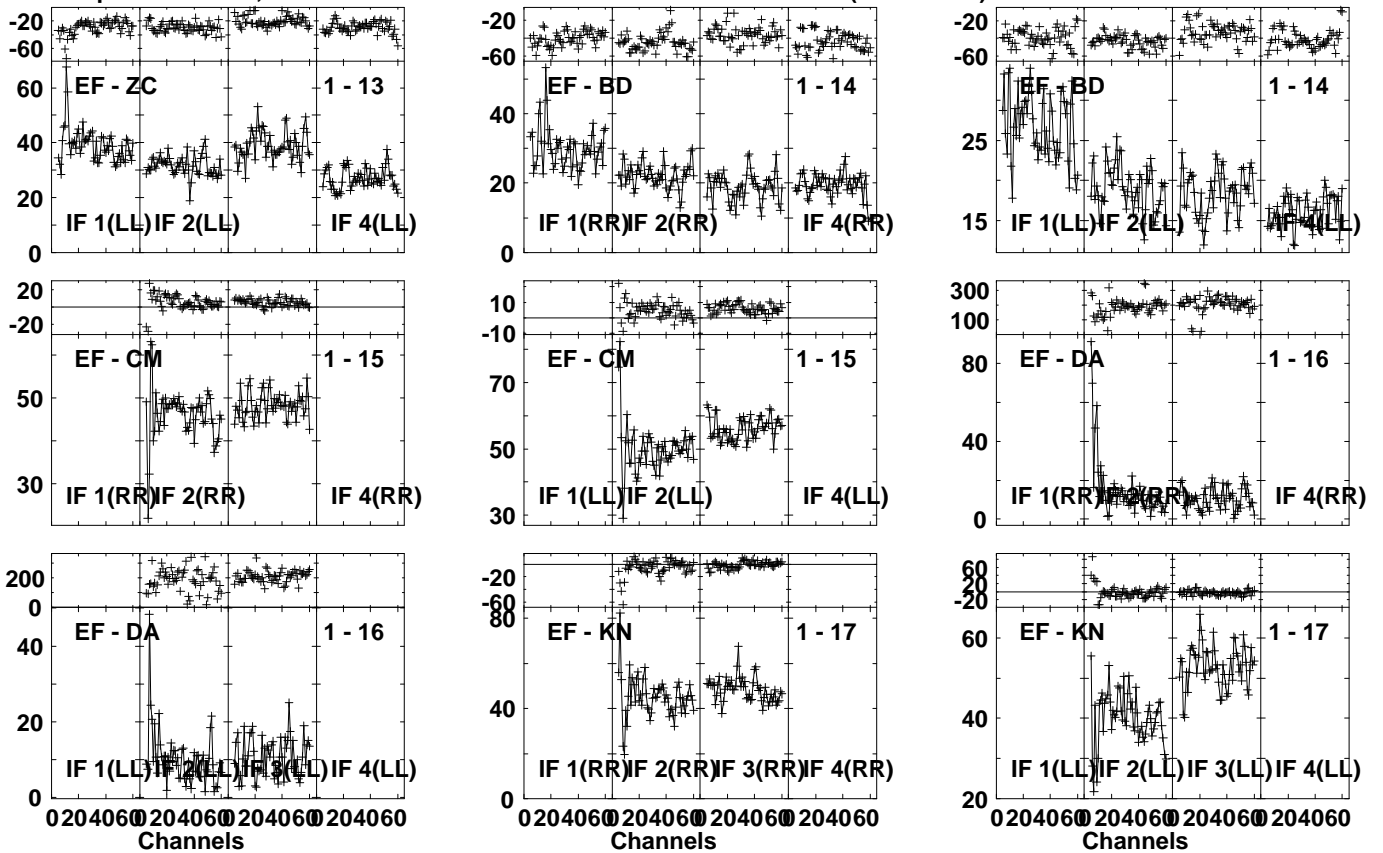 -20
-60
60
40
20
0
EF - ZC 1 - 13
IF 1(LL) IF 2(LL) IF 4(LL)
-20
-60
40
20
0
EF - BD 1 - 14
IF 1(RR) IF 2(RR) IF 4(RR)
-20
-60
25
15
EF - BD 1 - 14
IF 1(LL) IF 2(LL) IF 4(LL)
20
-20
50
30
EF - CM 1 - 15
IF 1(RR) IF 2(RR) IF 4(RR)
10
-10
70
50
30
EF - CM 1 - 15
IF 1(LL) IF 2(LL) IF 4(LL)
300
100
80
40
0
EF - DA 1 - 16
IF 1(RR) IF 2(RR) IF 4(RR)
200
0
40
20
0
EF - DA 1 - 16
IF 1(LL) IF 2(LL) IF 3(LL) IF 4(LL)
0 204060 0 204060 0 204060 0 204060
Channels
-20
-60
80
40
0
EF - KN 1 - 17
IF 1(RR) IF 2(RR) IF 3(RR) IF 4(RR)
0 204060 0 204060 0 204060 0 204060
Channels
60
20
-20
60
40
20
EF - KN 1 - 17
IF 1(LL) IF 2(LL) IF 3(LL) IF 4(LL)
0 204060 0 204060 0 204060 0 204060
Channels